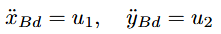 ẍ_{Bd} = u_1, ÿ_{Bd} = u_2